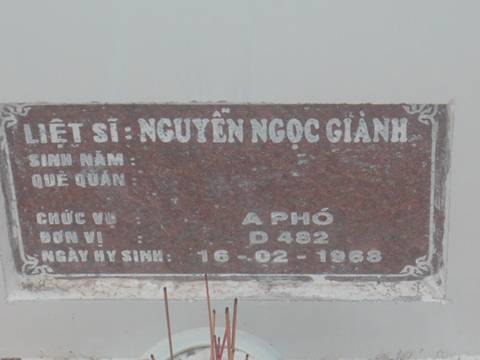 LIỆT SĨ: NGUYỄN NGỌC GIÀNH
SINH NĂM :
QUÊ QUÁN :
CHỨC VỤ : A PHÓ
ĐƠN VỊ : D 482
NGÀY HY SINH: 16-02-1968